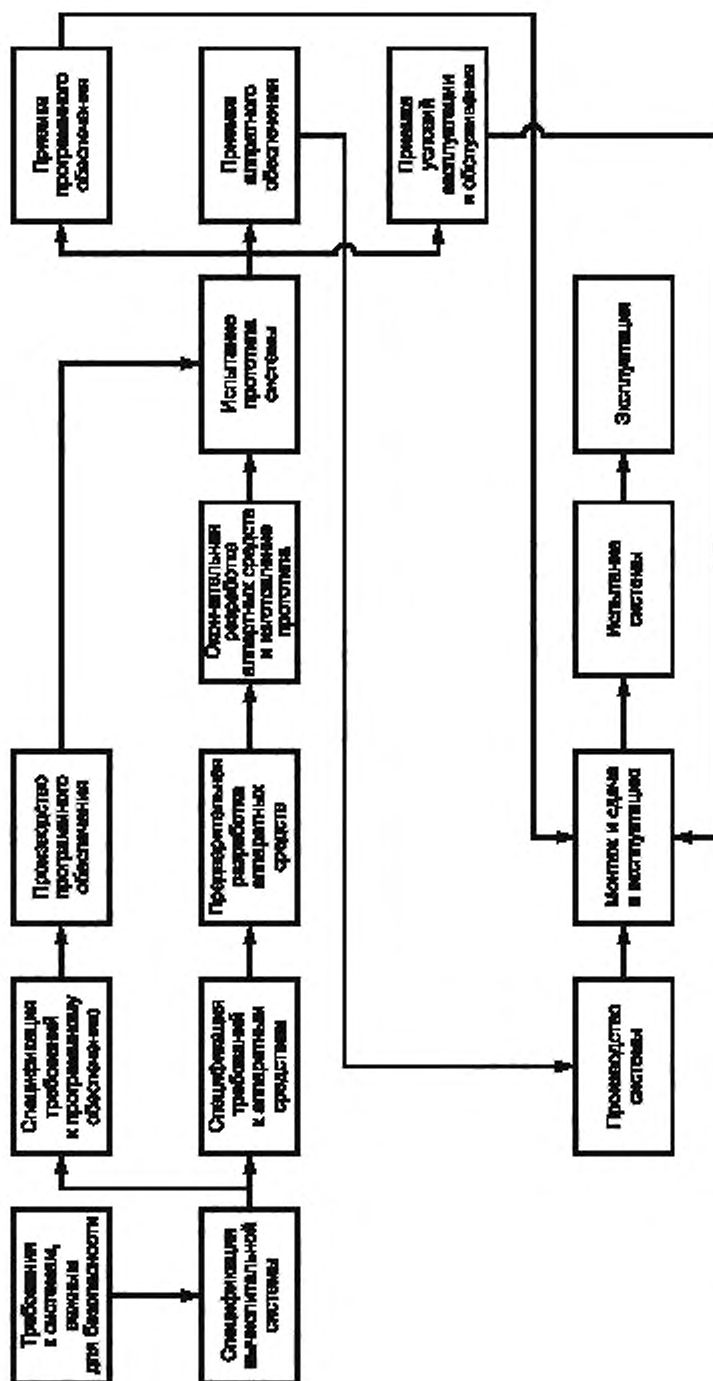 Требования
к системам,
важным
для безопасности
Спецификация
требований
к программному
обеспечению)
Производство
программного
обеспечения
Приемка
программного
обеспечения
Спецификация
вычислительной
системы
Спецификация
требований
к аппаратным
средствам
Предварительная
разработка
аппаратных
средств
Окончательная
разработка
аппартных средств
и изготовление
прототипа
Испытание
прототипа
системы
Приемка
аппратного
обеспечения
Приемка
условий
эксплуатации
и обслуживания
Производство
системы
Монтаж и сдача
в эксплуатацию
Испытание
системы
Эксплуатация